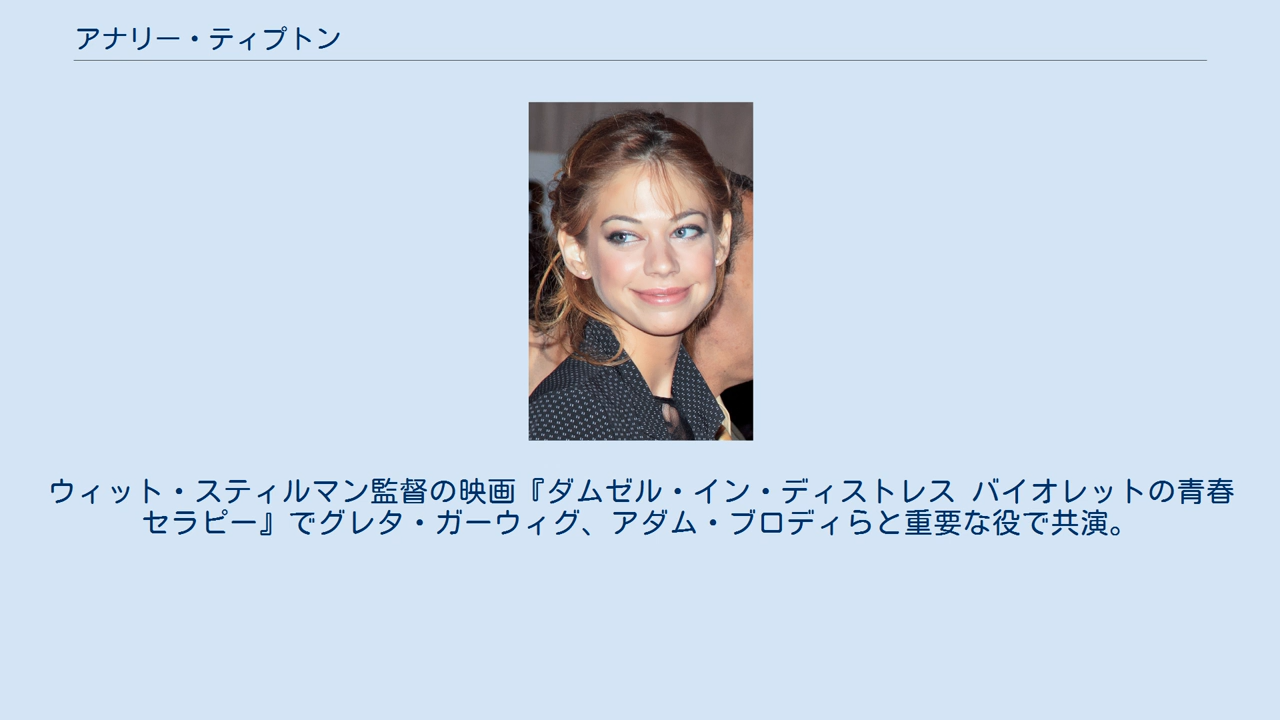 アナリー・ティプトン
ウィット・スティルマン監督の映画『ダムゼル・イン・ディストレス バイオレットの青春
セラピー』でグレタ・ガーウィグ、アダム・ブロディらと重要な役で共演。